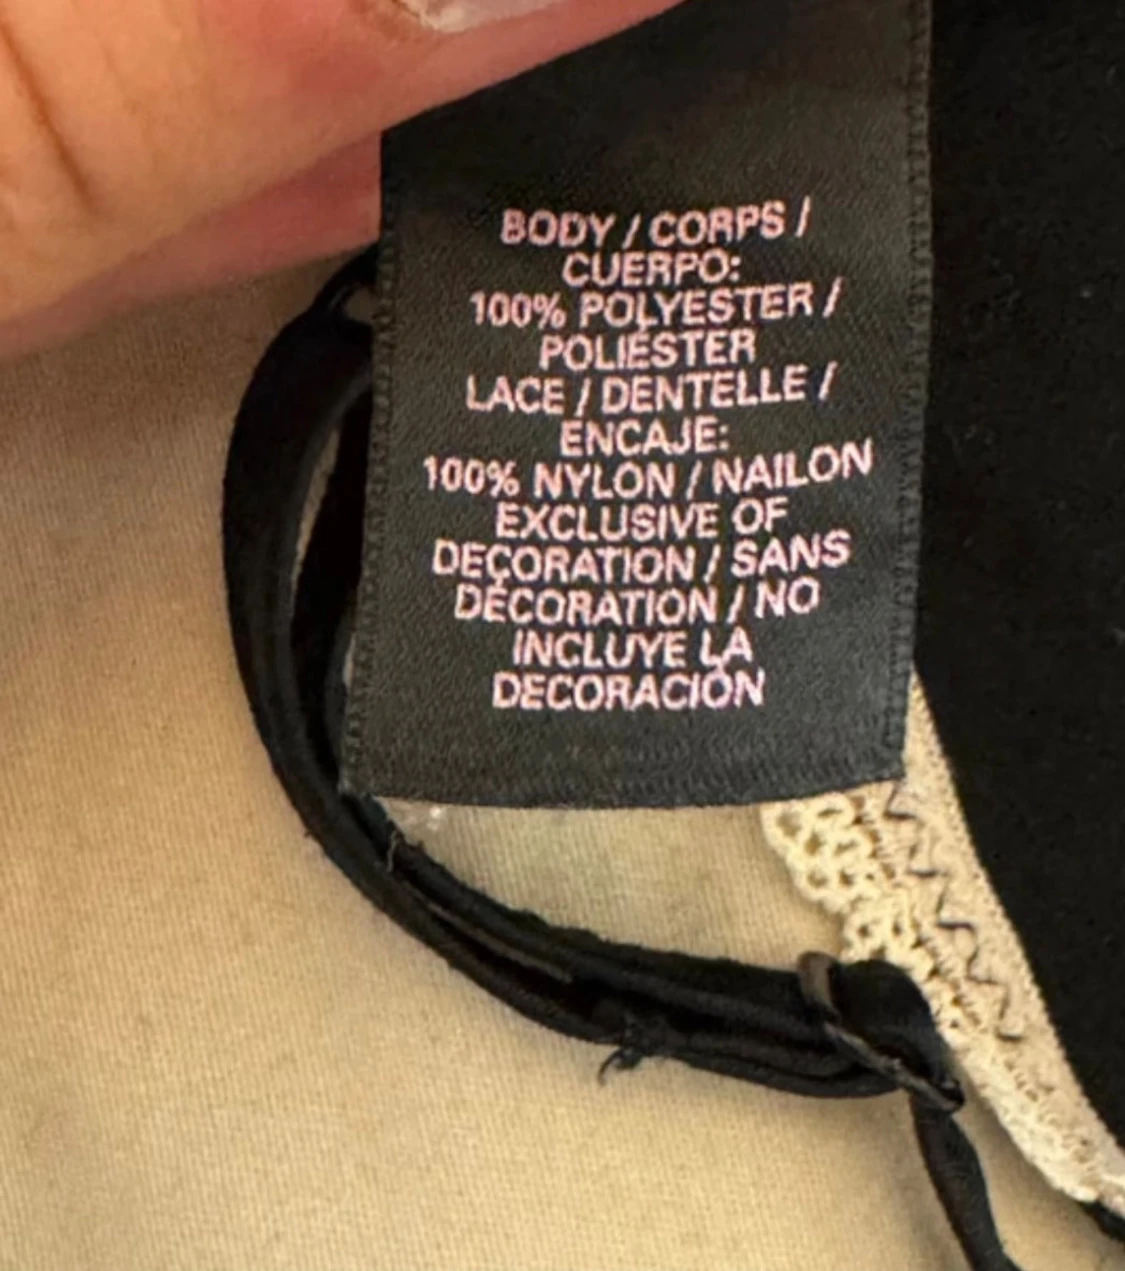 BODY / CORPS /
CUERPO:
100% POLYESTER /
POLIÉSTER
LACE / DENTELLE /
ENCAJE:
100% NYLON / NAILON
EXCLUSIVE OF
DECORATION / SANS
DÉCORATION / NO
INCLUYE LA
DECORACIÓN